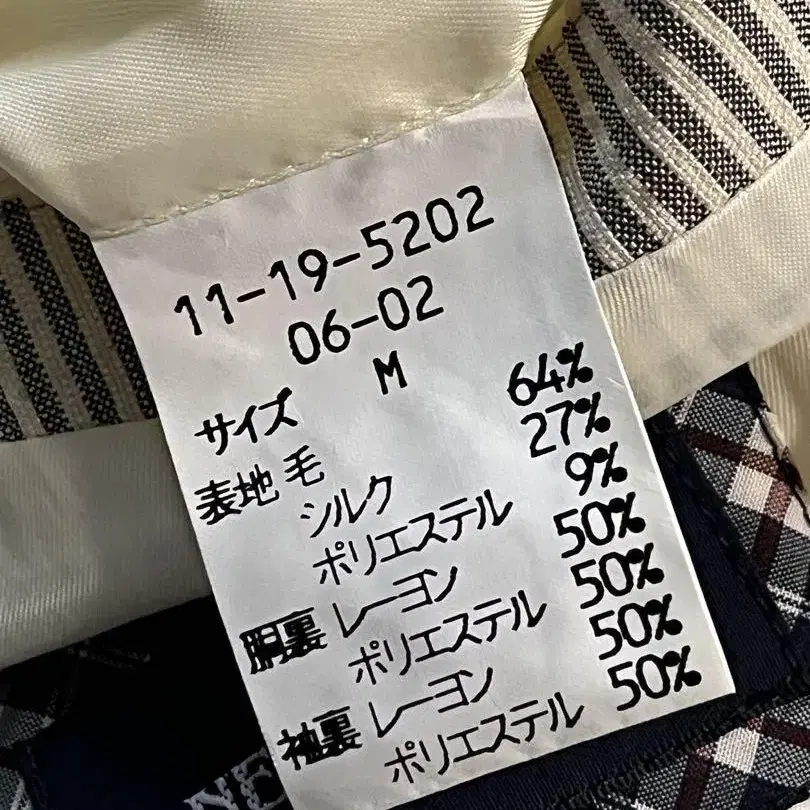 11-19-5202
06-02
サイズ M
表地 毛 64%
シルク 27%
ポリエステル 9%
胴裏 レーヨン 50%
ポリエステル 50%
袖裏 レーヨン 50%
ポリエステル 50%